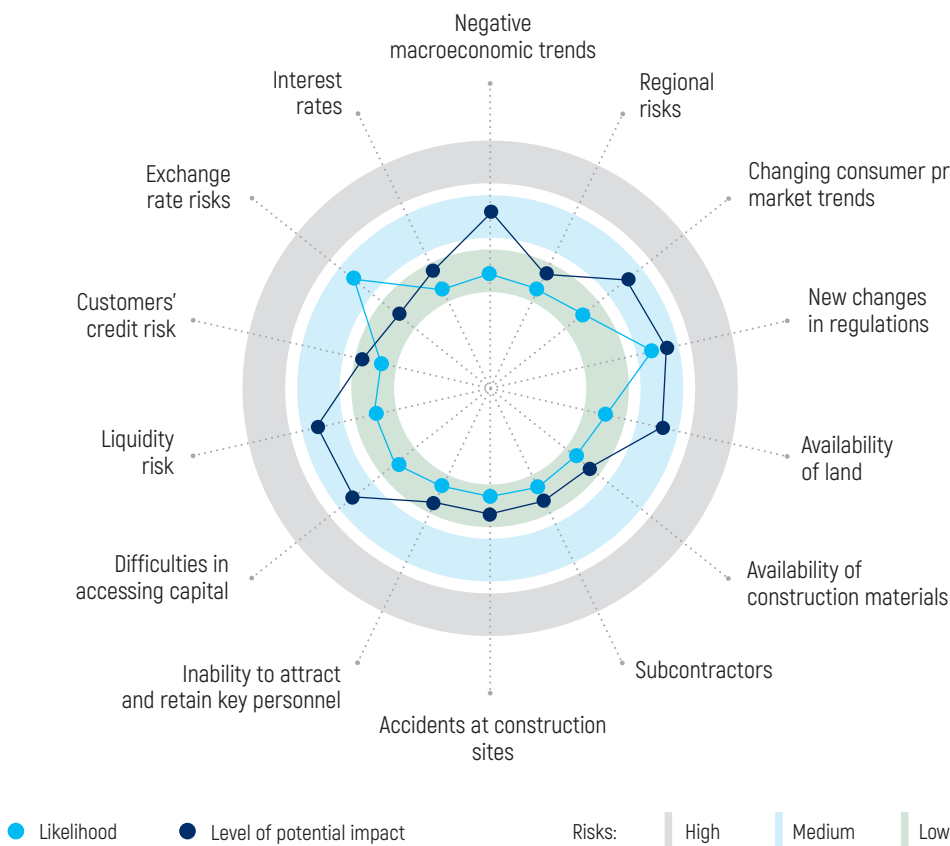 Negative
macroeconomic trends
Interest
rates
Regional
risks
Exchange
rate risks
Changing consumer pr
market trends
Customers'
credit risk
New changes
in regulations
Liquidity
risk
Availability
of land
Difficulties in
accessing capital
Availability of
construction materials
Inability to attract
and retain key personnel
Subcontractors
Accidents at construction
sites
Likelihood
Level of potential impact
Risks:
High
Medium
Low